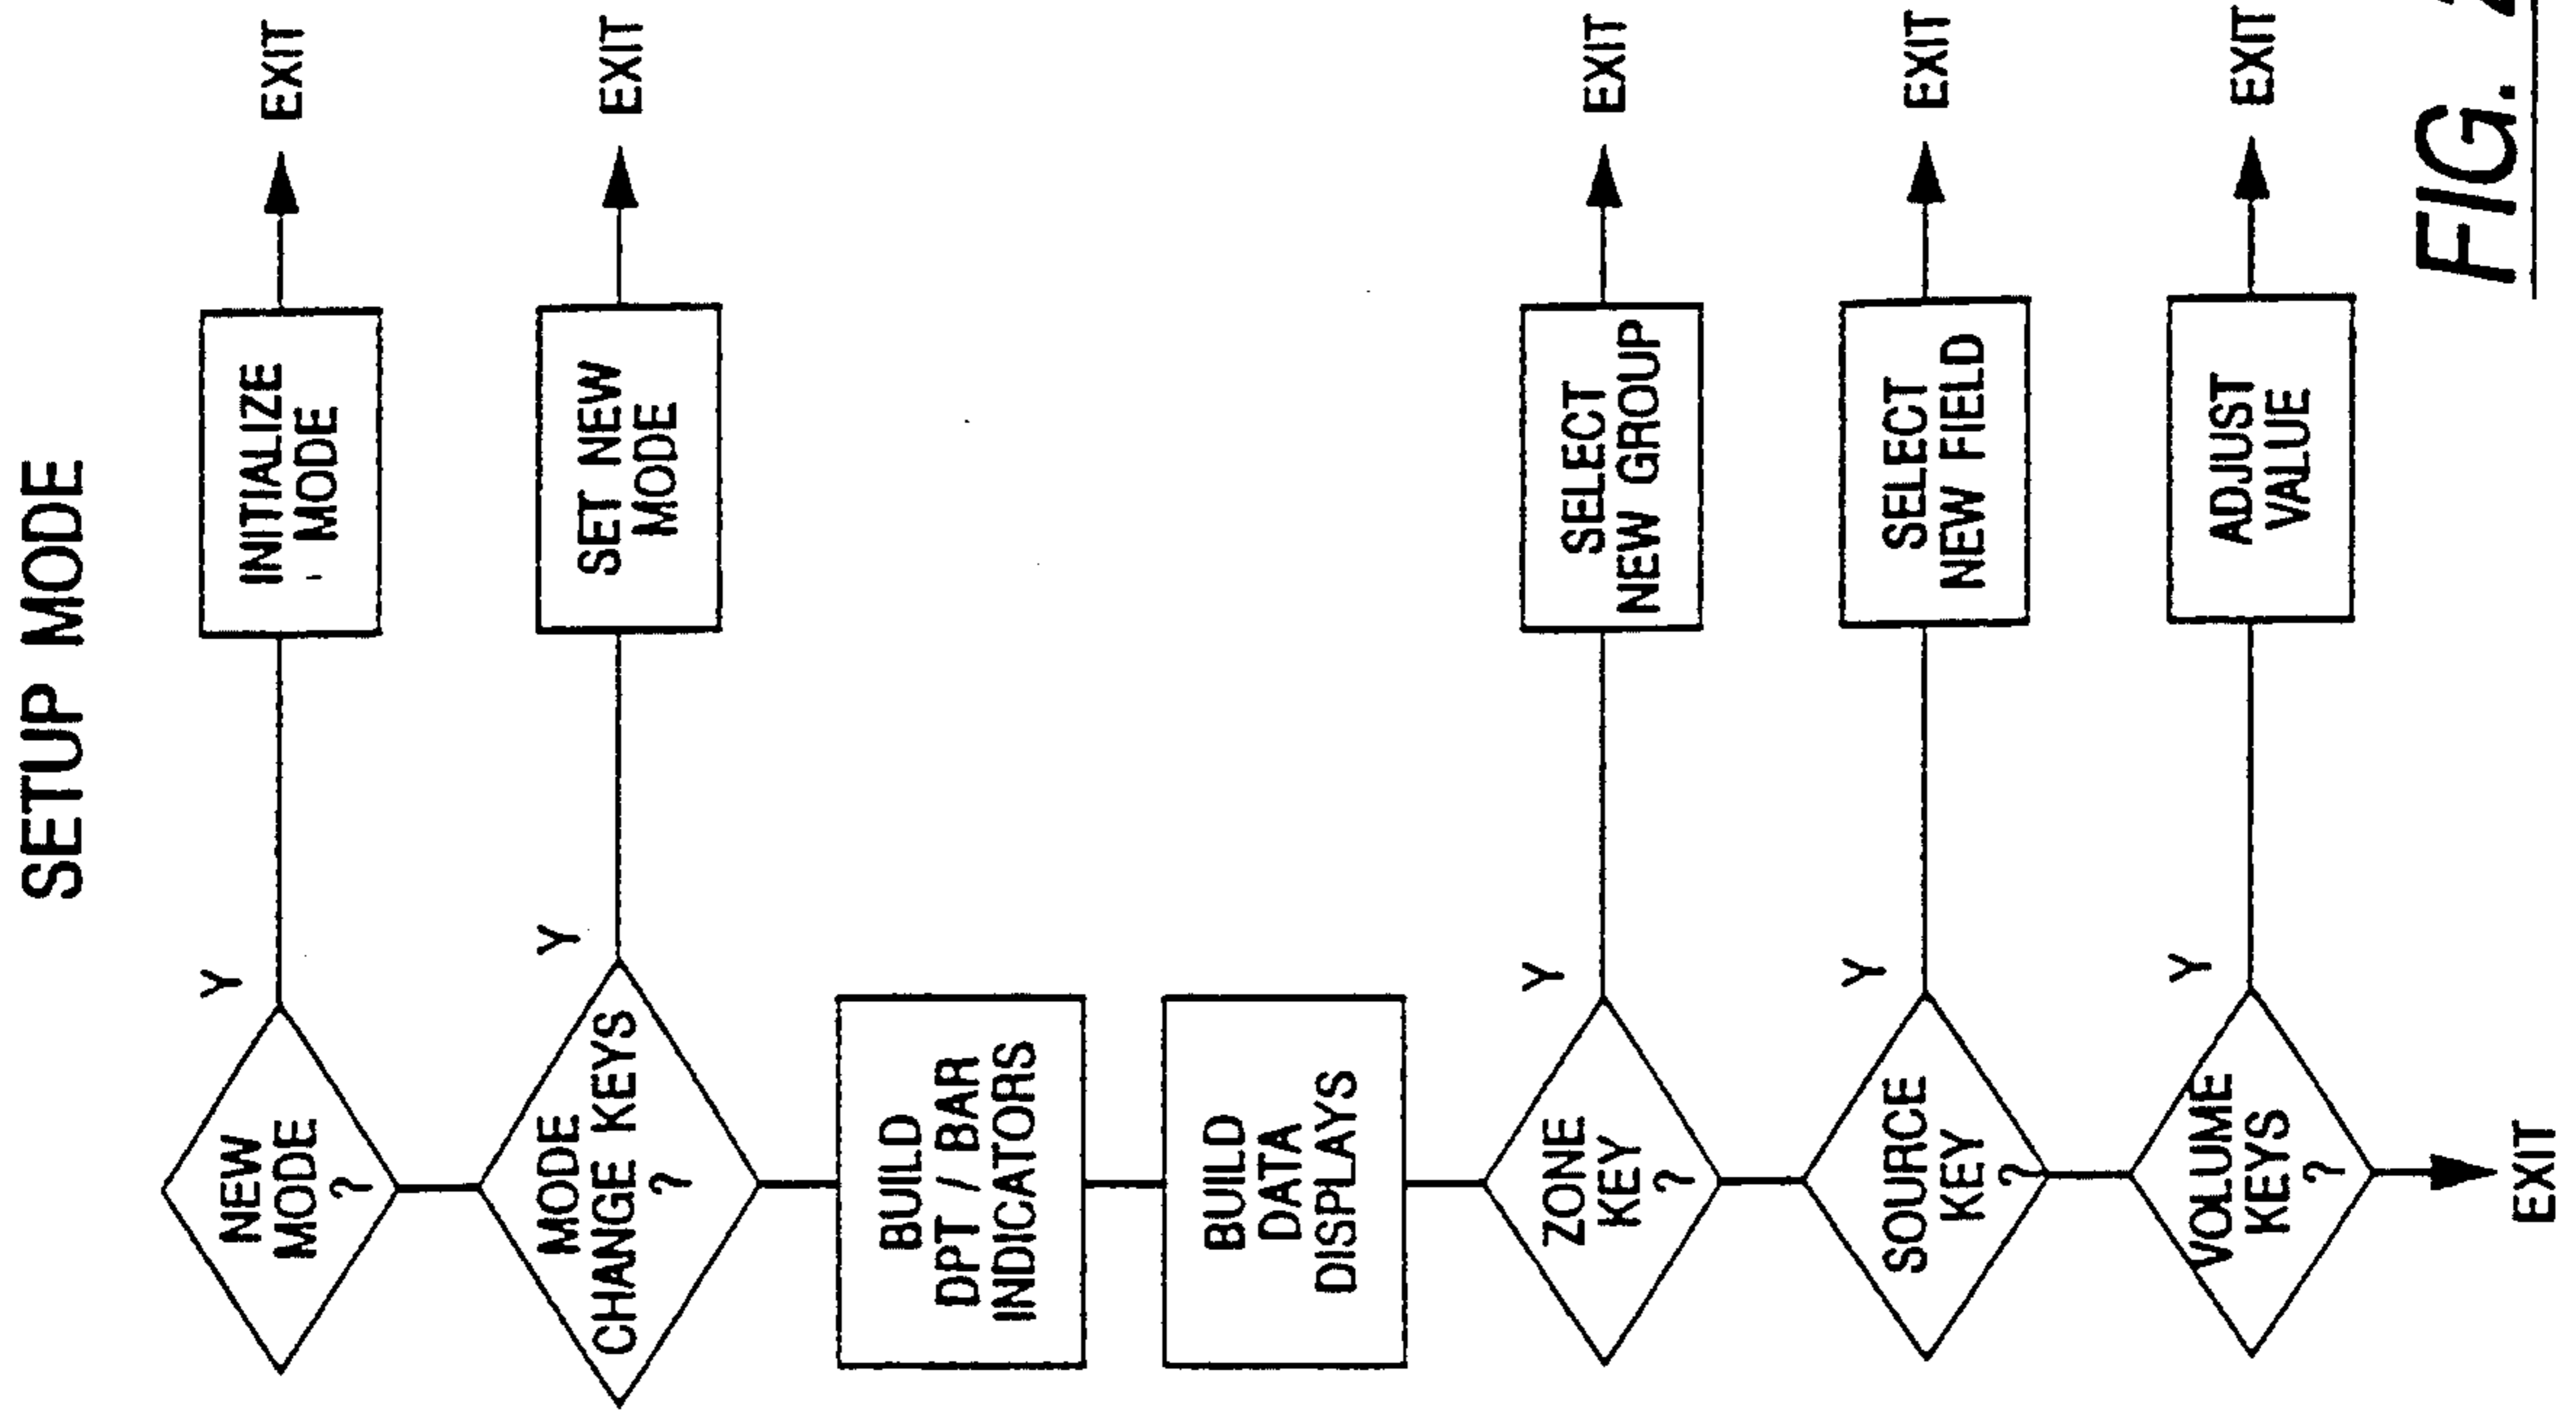 SETUP MODE
NEW
MODE
?
Y
INITIALIZE
MODE
EXIT
MODE
CHANGE KEYS
?
Y
SET NEW
MODE
EXIT
BUILD
DPT / BAR
INDICATORS
BUILD
DATA
DISPLAYS
ZONE
KEY
?
Y
SELECT
NEW GROUP
EXIT
SOURCE
KEY
?
Y
SELECT
NEW FIELD
EXIT
VOLUME
KEYS
?
Y
ADJUST
VALUE
EXIT
EXIT
FIG.